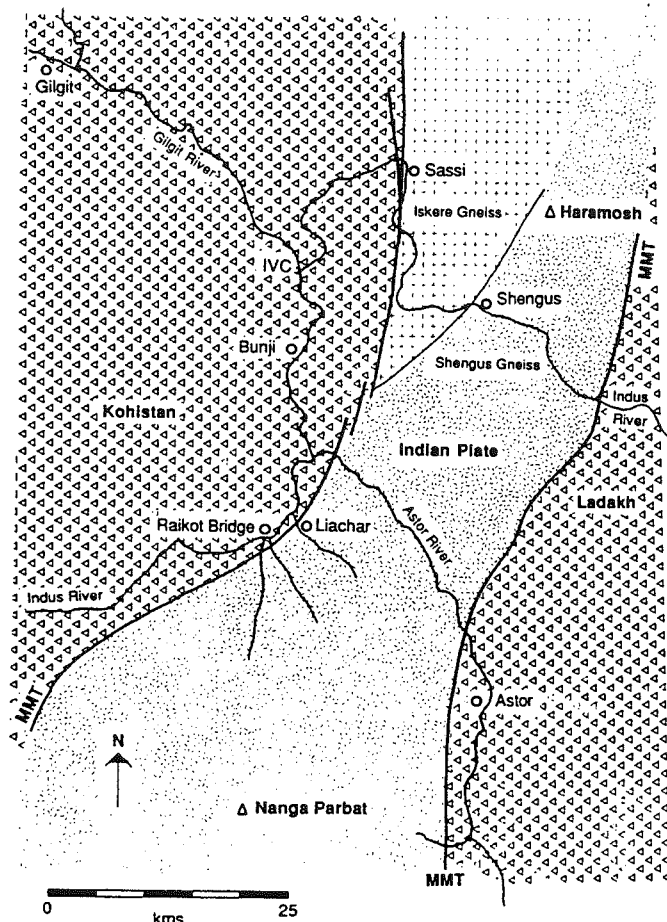 Gilgit
Gilgit River
Sassi
Iskere Gneiss
Haramosh
MMT
IVC
Shengus
Bunji
Shengus Gneiss
Kohistan
Indus
River
Indian Plate
Ladakh
Raikot Bridge
Liachar
Astor River
Indus River
MMT
Astor
N
Nanga Parbat
MMT
0
25
kms